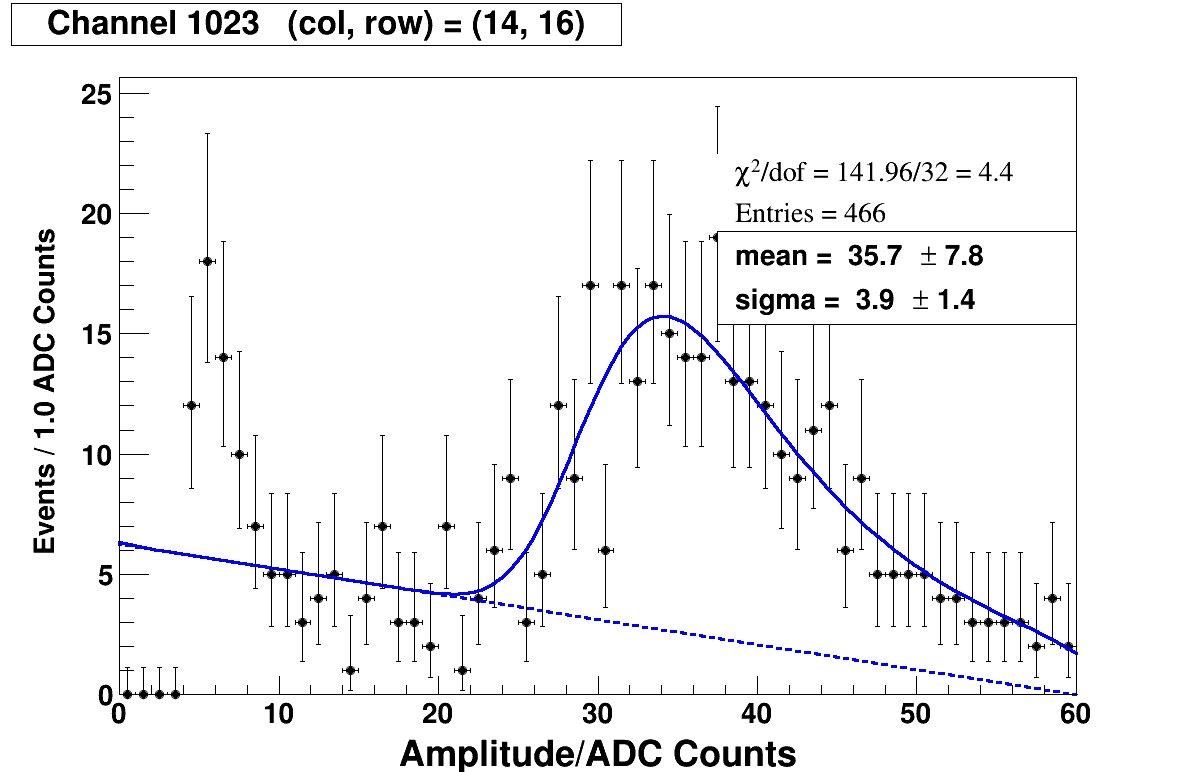 Channel 1023 (col, row) = (14, 16)
25
χ²/dof = 141.96/32 = 4.4
20
Entries = 466
mean = 35.7 ± 7.8
sigma = 3.9 ± 1.4
15
10
5
0
Events / 1.0 ADC Counts
0 10 20 30 40 50 60
Amplitude/ADC Counts